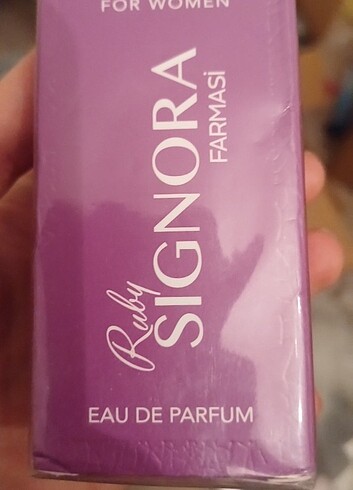 FOR WOMEN
Ruby
SIGNORA
FARMASİ
EAU DE PARFUM